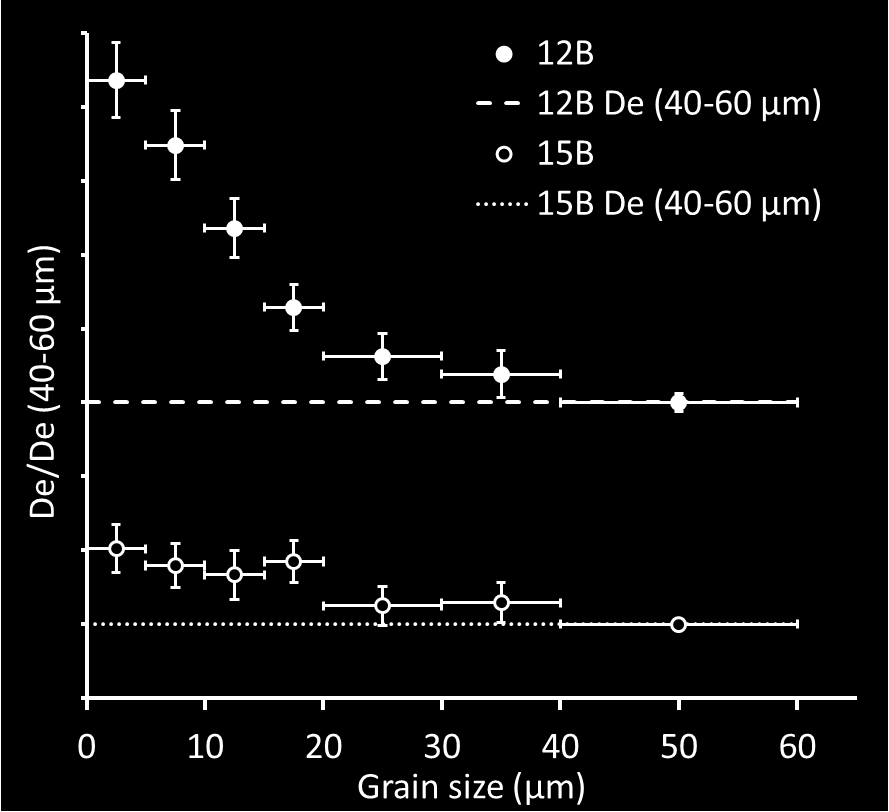 12B
12B De (40-60 µm)
15B
15B De (40-60 µm)
De/De (40-60 µm)
0 10 20 30 40 50 60
Grain size (µm)